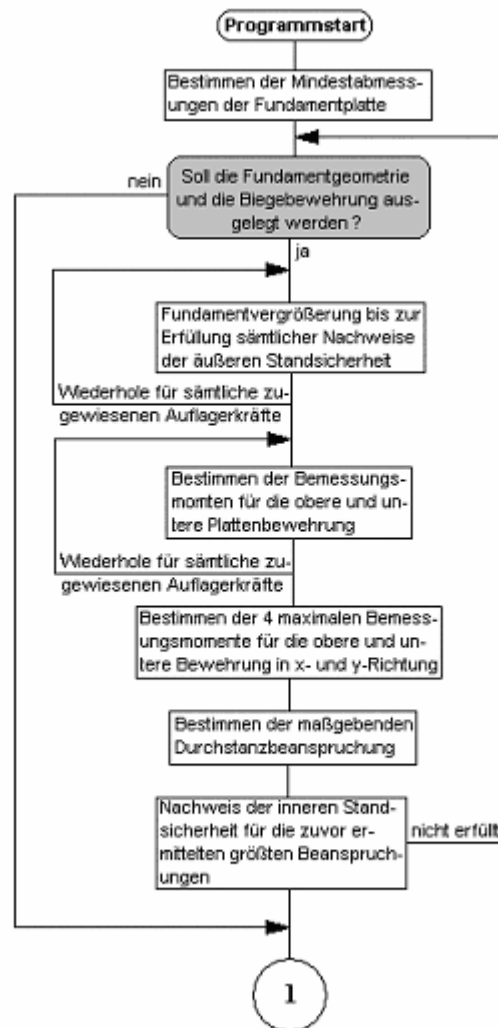 Programmstart
Bestimmen der Mindestabmess-
ungen der Fundamentplatte
nein
Soll die Fundamentgeometrie
und die Biegebewehrung aus-
gelegt werden ?
ja
Fundamentvergrößerung bis zur
Erfüllung sämtlicher Nachweise
der äußeren Standsicherheit
Wiederhole für sämtliche zu-
gewiesenen Auflagerkräfte
Bestimmen der Bemessungs-
momten für die obere und un-
tere Plattenbewehrung
Wiederhole für sämtliche zu-
gewiesenen Auflagerkräfte
Bestimmen der 4 maximalen Bemess-
ungsmomente für die obere und un-
tere Bewehrung in x- und y-Richtung
Bestimmen der maßgebenden
Durchstanzbeanspruchung
Nachweis der inneren Stand-
sicherheit für die zuvor er-
mittelten größten Beanspruch-
ungen
nicht erfüllt
1